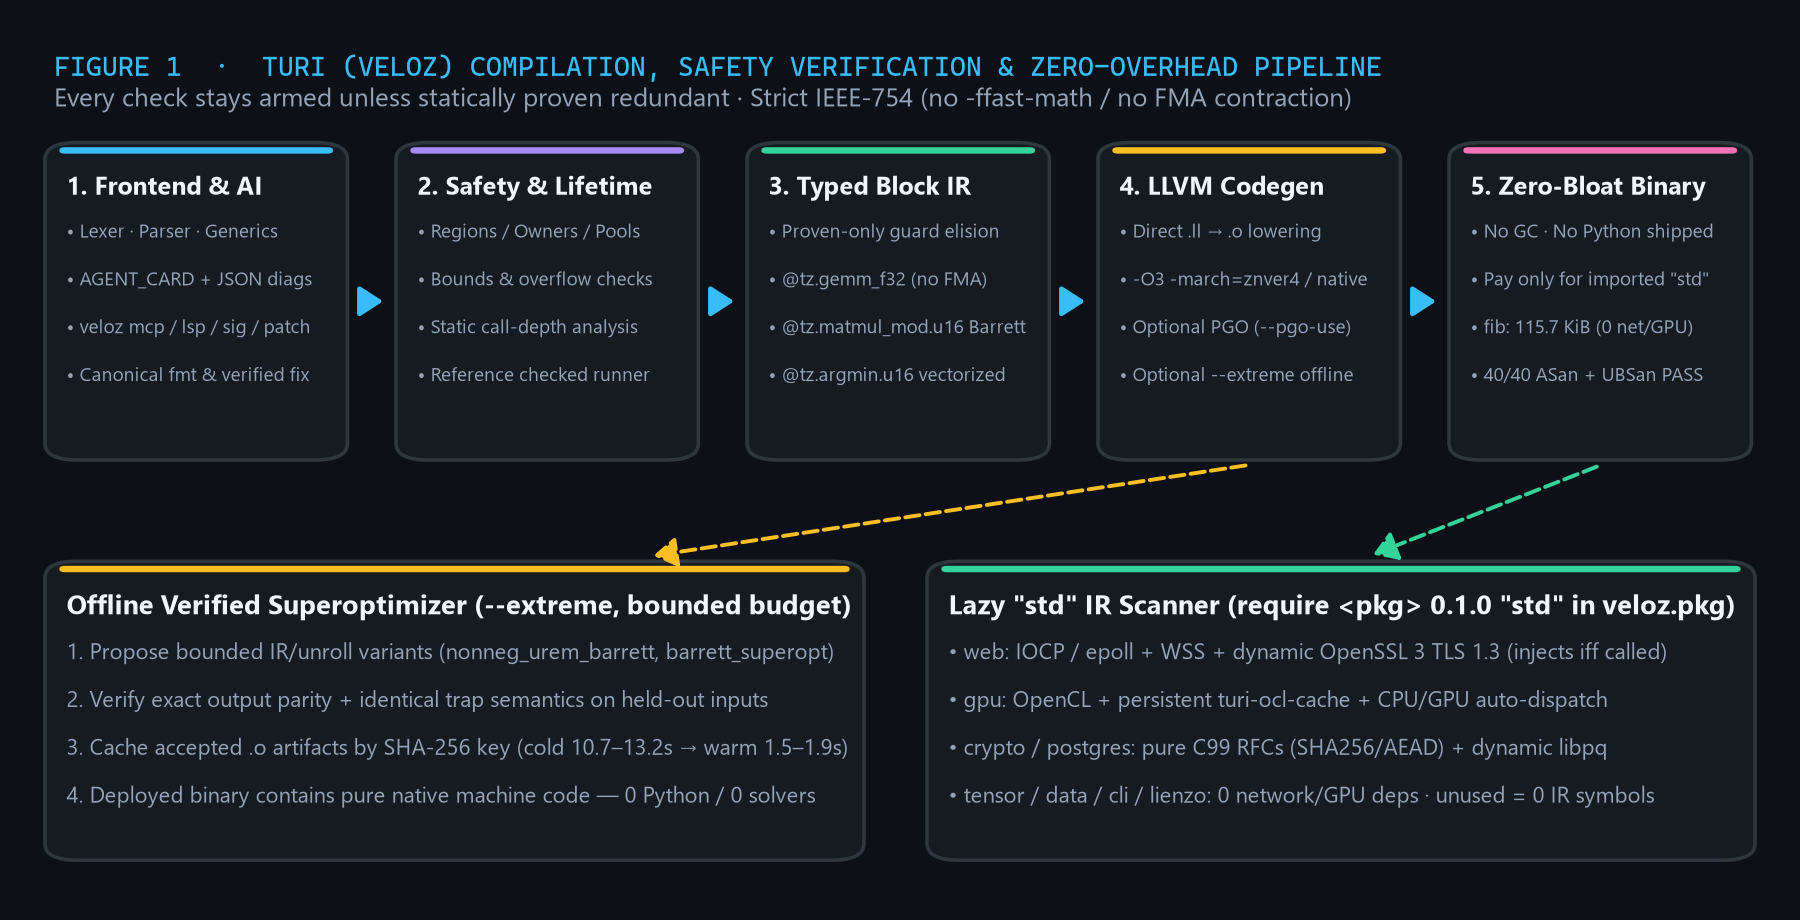 FIGURE 1 · TURI (VELOZ) COMPILATION, SAFETY VERIFICATION & ZERO-OVERHEAD PIPELINE
Every check stays armed unless statically proven redundant · Strict IEEE-754 (no -ffast-math / no FMA contraction)
1. Frontend & AI
• Lexer · Parser · Generics
• AGENT_CARD + JSON diags
• veloz mcp / lsp / sig / patch
• Canonical fmt & verified fix
2. Safety & Lifetime
• Regions / Owners / Pools
• Bounds & overflow checks
• Static call-depth analysis
• Reference checked runner
3. Typed Block IR
• Proven-only guard elision
• @tz.gemm_f32 (no FMA)
• @tz.matmul_mod.u16 Barrett
• @tz.argmin.u16 vectorized
4. LLVM Codegen
• Direct .ll → .o lowering
• -O3 -march=znver4 / native
• Optional PGO (--pgo-use)
• Optional --extreme offline
5. Zero-Bloat Binary
• No GC · No Python shipped
• Pay only for imported "std"
• fib: 115.7 KiB (0 net/GPU)
• 40/40 ASan + UBSan PASS
Offline Verified Superoptimizer (--extreme, bounded budget)
1. Propose bounded IR/unroll variants (nonneg_urem_barrett, barrett_superopt)
2. Verify exact output parity + identical trap semantics on held-out inputs
3. Cache accepted .o artifacts by SHA-256 key (cold 10.7–13.2s → warm 1.5–1.9s)
4. Deployed binary contains pure native machine code — 0 Python / 0 solvers
Lazy "std" IR Scanner (require <pkg> 0.1.0 "std" in veloz.pkg)
• web: IOCP / epoll + WSS + dynamic OpenSSL 3 TLS 1.3 (injects iff called)
• gpu: OpenCL + persistent turi-ocl-cache + CPU/GPU auto-dispatch
• crypto / postgres: pure C99 RFCs (SHA256/AEAD) + dynamic libpq
• tensor / data / cli / lienzo: 0 network/GPU deps · unused = 0 IR symbols